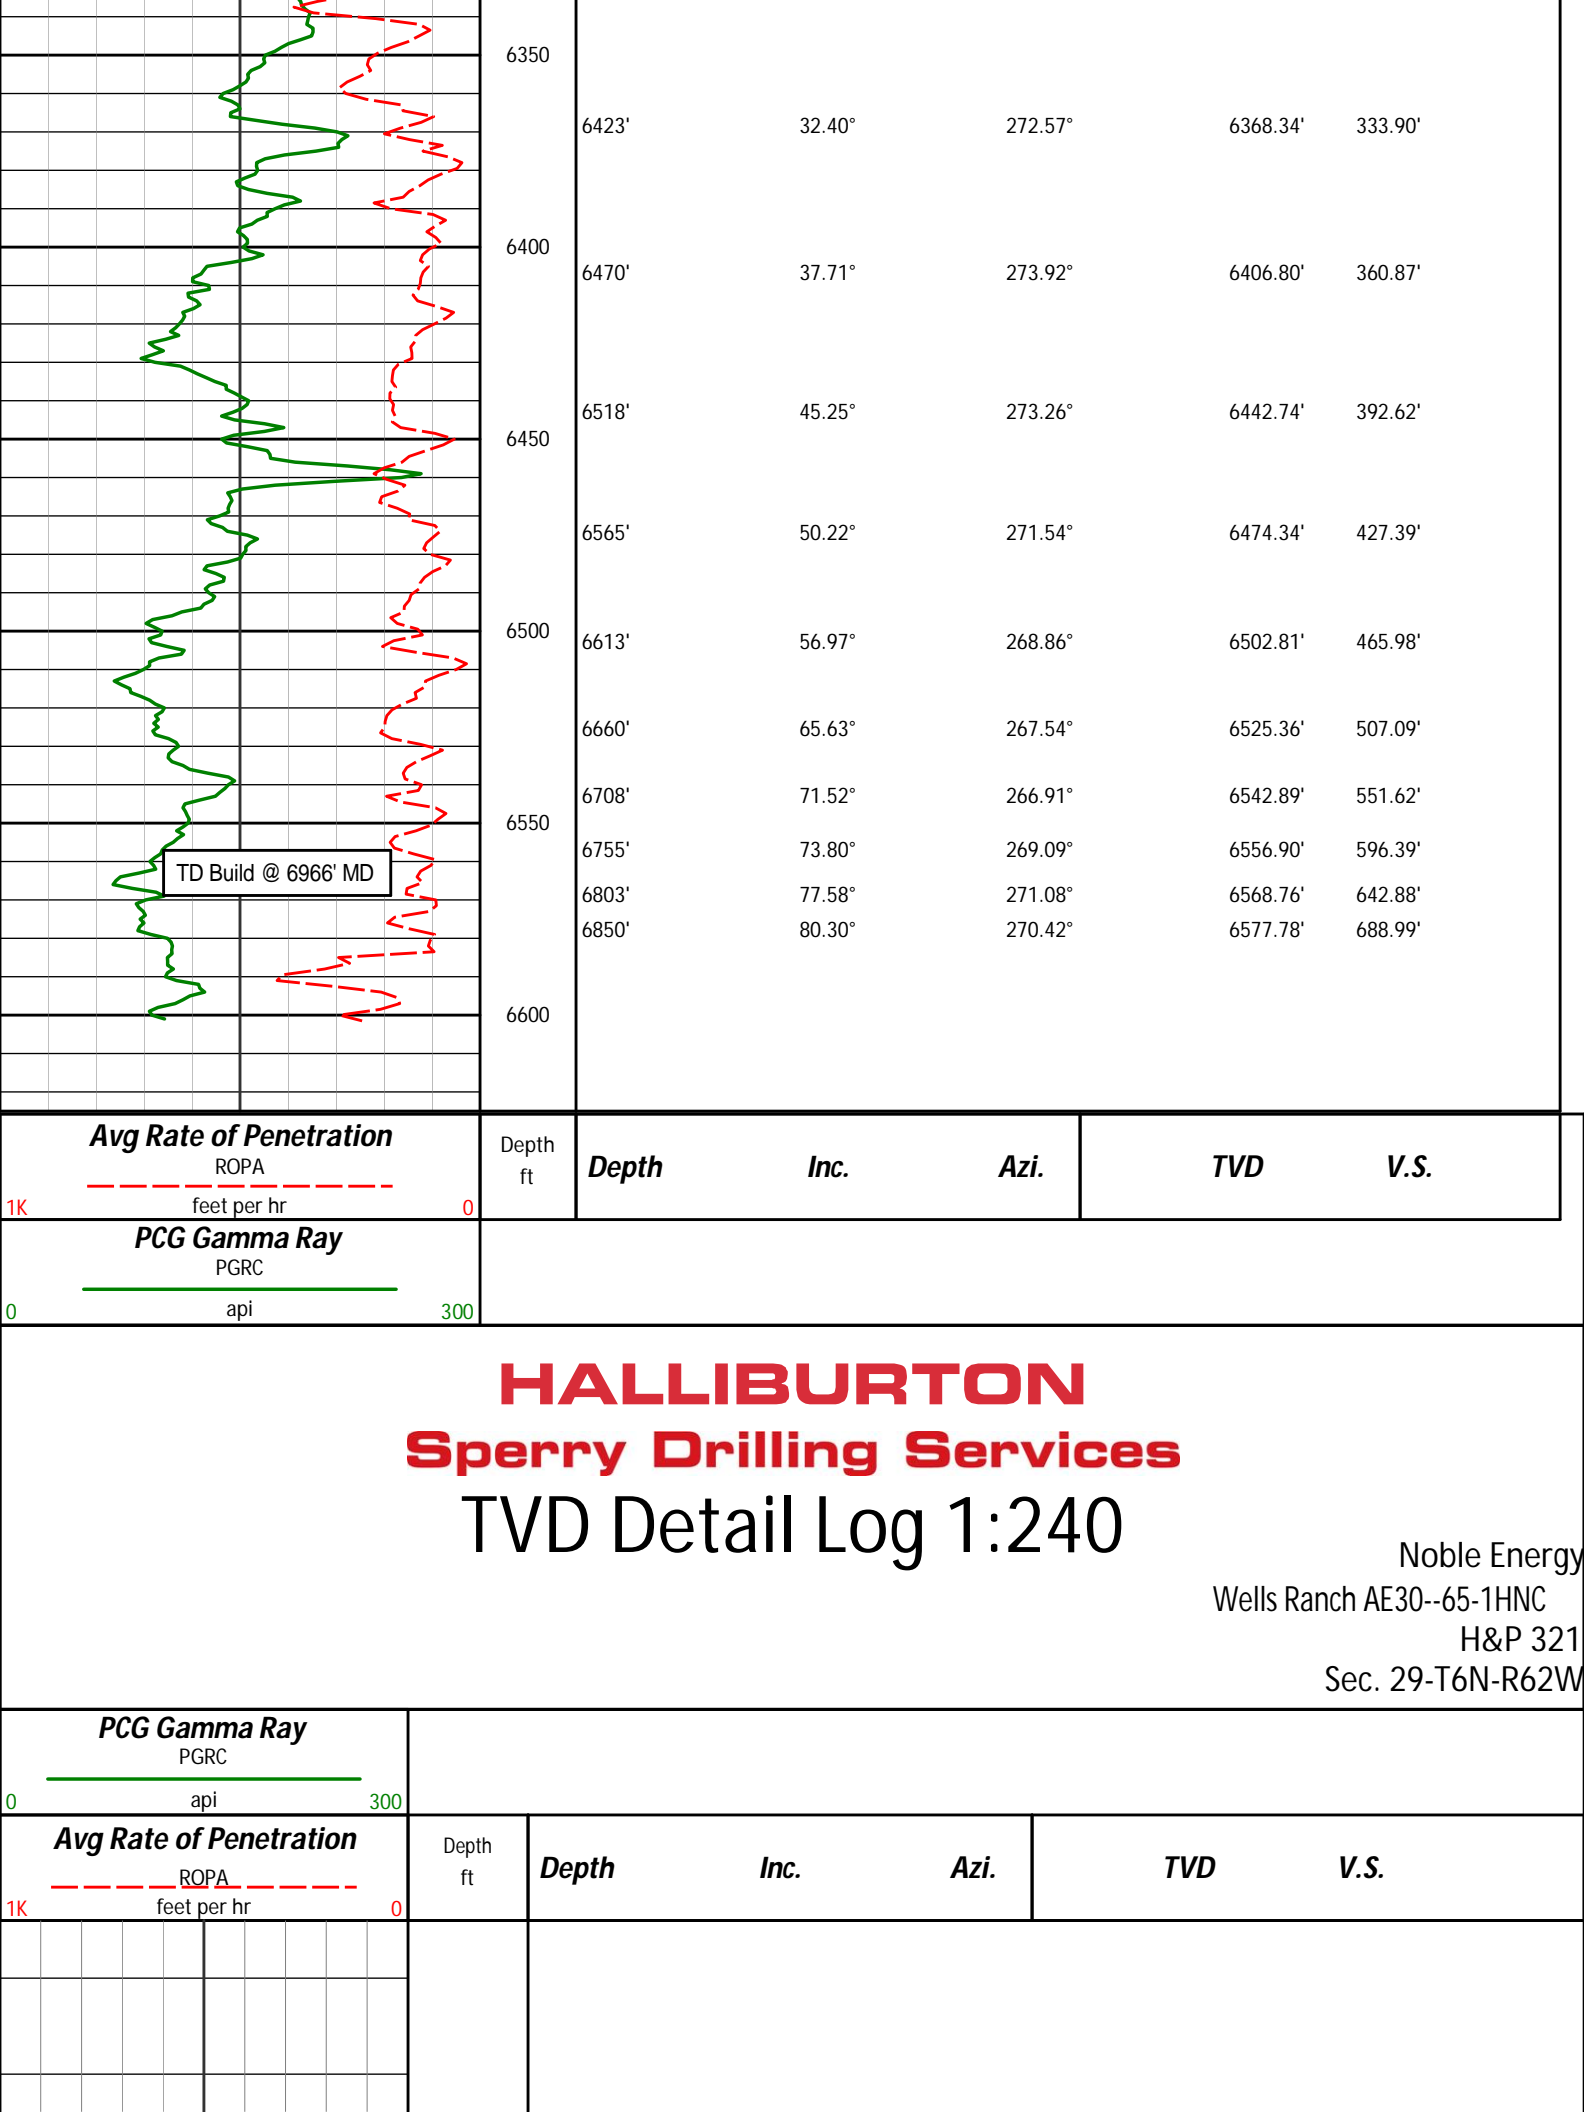 6350
6423' 32.40° 272.57° 6368.34' 333.90'
6400
6470' 37.71° 273.92° 6406.80' 360.87'
6518' 45.25° 273.26° 6442.74' 392.62'
6450
6565' 50.22° 271.54° 6474.34' 427.39'
6500
6613' 56.97° 268.86° 6502.81' 465.98'
6660' 65.63° 267.54° 6525.36' 507.09'
6708' 71.52° 266.91° 6542.89' 551.62'
6550
6755' 73.80° 269.09° 6556.90' 596.39'
TD Build @ 6966' MD
6803' 77.58° 271.08° 6568.76' 642.88'
6850' 80.30° 270.42° 6577.78' 688.99'
6600
Avg Rate of Penetration
ROPA
1K feet per hr 0
Depth
ft
Depth Inc. Azi. TVD V.S.
PCG Gamma Ray
PGRC
0 api 300
HALLIBURTON
Sperry Drilling Services
TVD Detail Log 1:240
Noble Energy
Wells Ranch AE30--65-1HNC
H&P 321
Sec. 29-T6N-R62W
PCG Gamma Ray
PGRC
0 api 300
Avg Rate of Penetration
ROPA
1K feet per hr 0
Depth
ft
Depth Inc. Azi. TVD V.S.